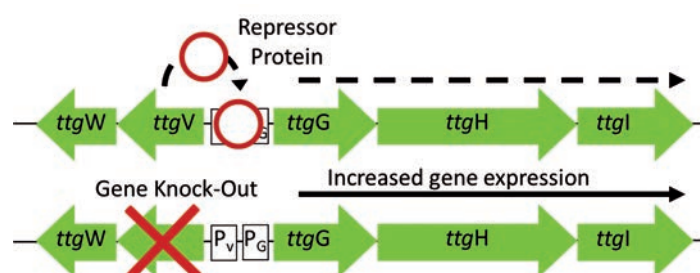 Repressor
Protein
ttgW ttgV G ttgG ttgH ttgI
Gene Knock-Out Increased gene expression
ttgW Pv PG ttgG ttgH ttgI